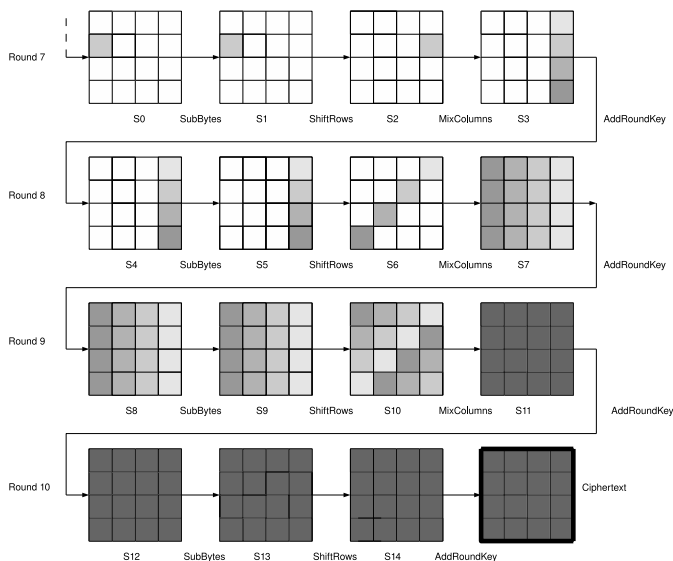 Round 7
S0 SubBytes S1 ShiftRows S2 MixColumns S3 AddRoundKey
Round 8
S4 SubBytes S5 ShiftRows S6 MixColumns S7 AddRoundKey
Round 9
S8 SubBytes S9 ShiftRows S10 MixColumns S11 AddRoundKey
Round 10 Ciphertext
S12 SubBytes S13 ShiftRows S14 AddRoundKey